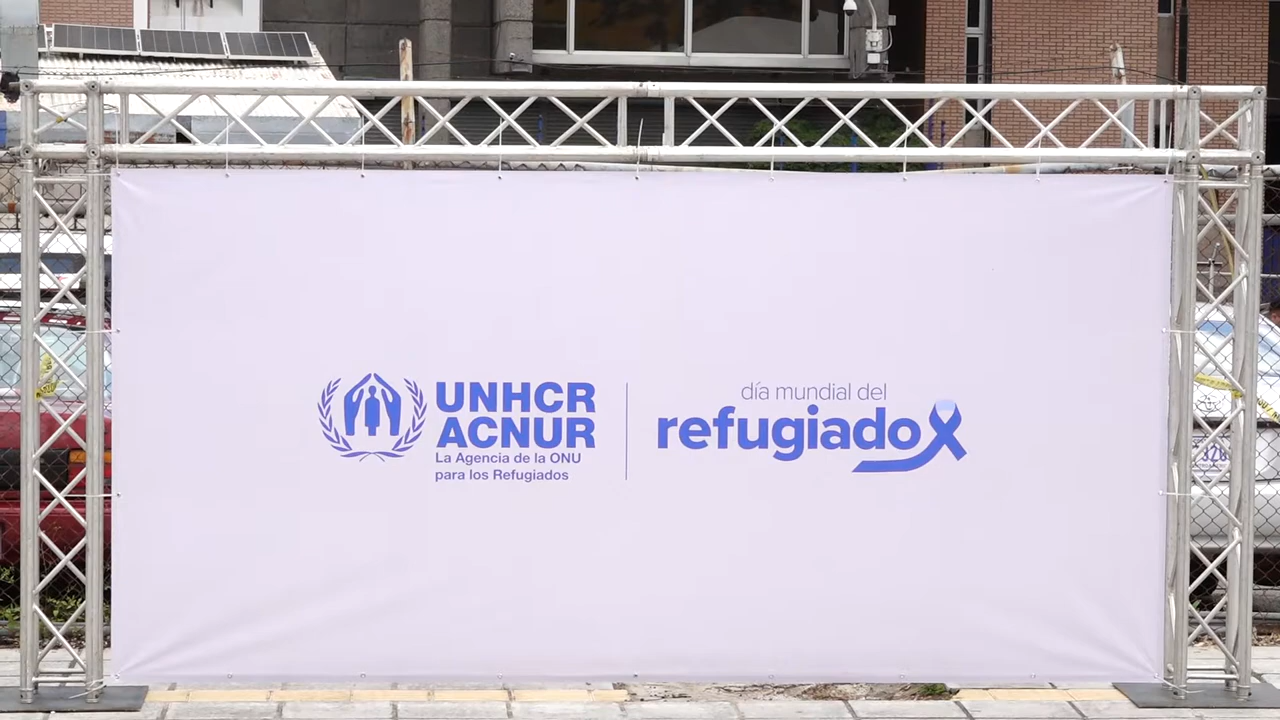 UNHCR
ACNUR
La Agencia de la ONU
para los Refugiados
día mundial del
refugiado